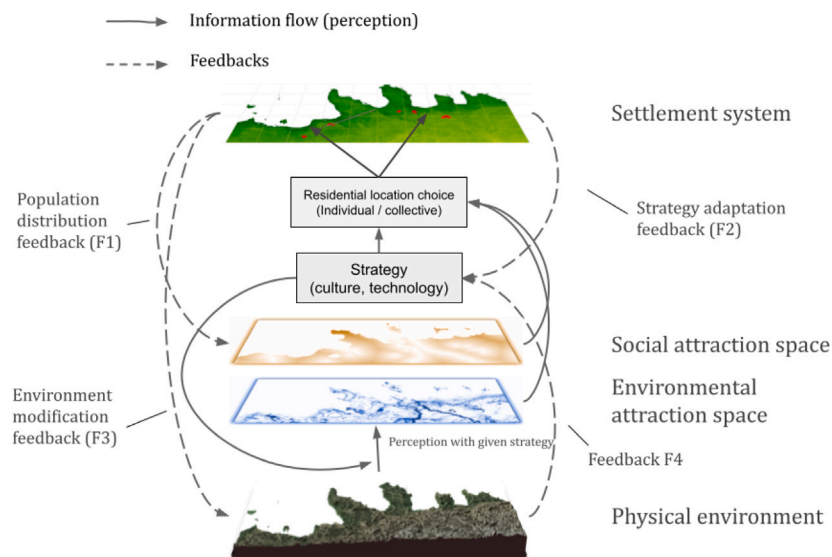 Information flow (perception)
Feedbacks
Settlement system
Residential location choice
(Individual / collective)
Population
distribution
feedback (F1)
Strategy adaptation
feedback (F2)
Strategy
(culture, technology)
Social attraction space
Environmental
attraction space
Environment
modification
feedback (F3)
Perception with given strategy
Feedback F4
Physical environment